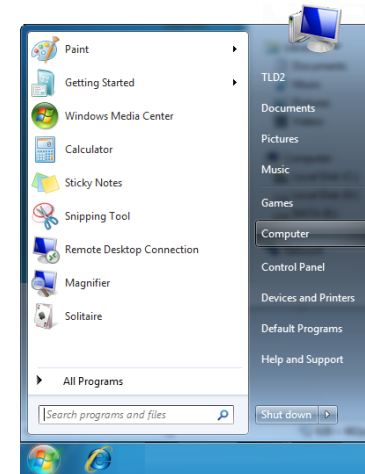 Paint
Getting Started
Windows Media Center
Calculator
Sticky Notes
Snipping Tool
Remote Desktop Connection
Magnifier
Solitaire
All Programs
Search programs and files
TLD2
Documents
Pictures
Music
Games
Computer
Control Panel
Devices and Printers
Default Programs
Help and Support
Shut down